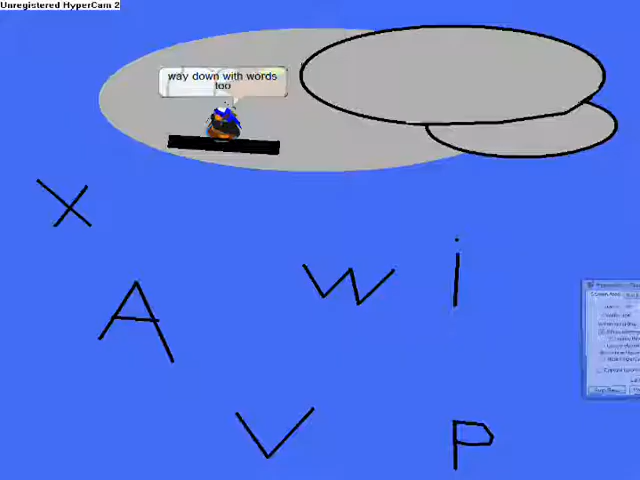 Unregistered HyperCam 2
way down with words
too
X
W i
A
V P